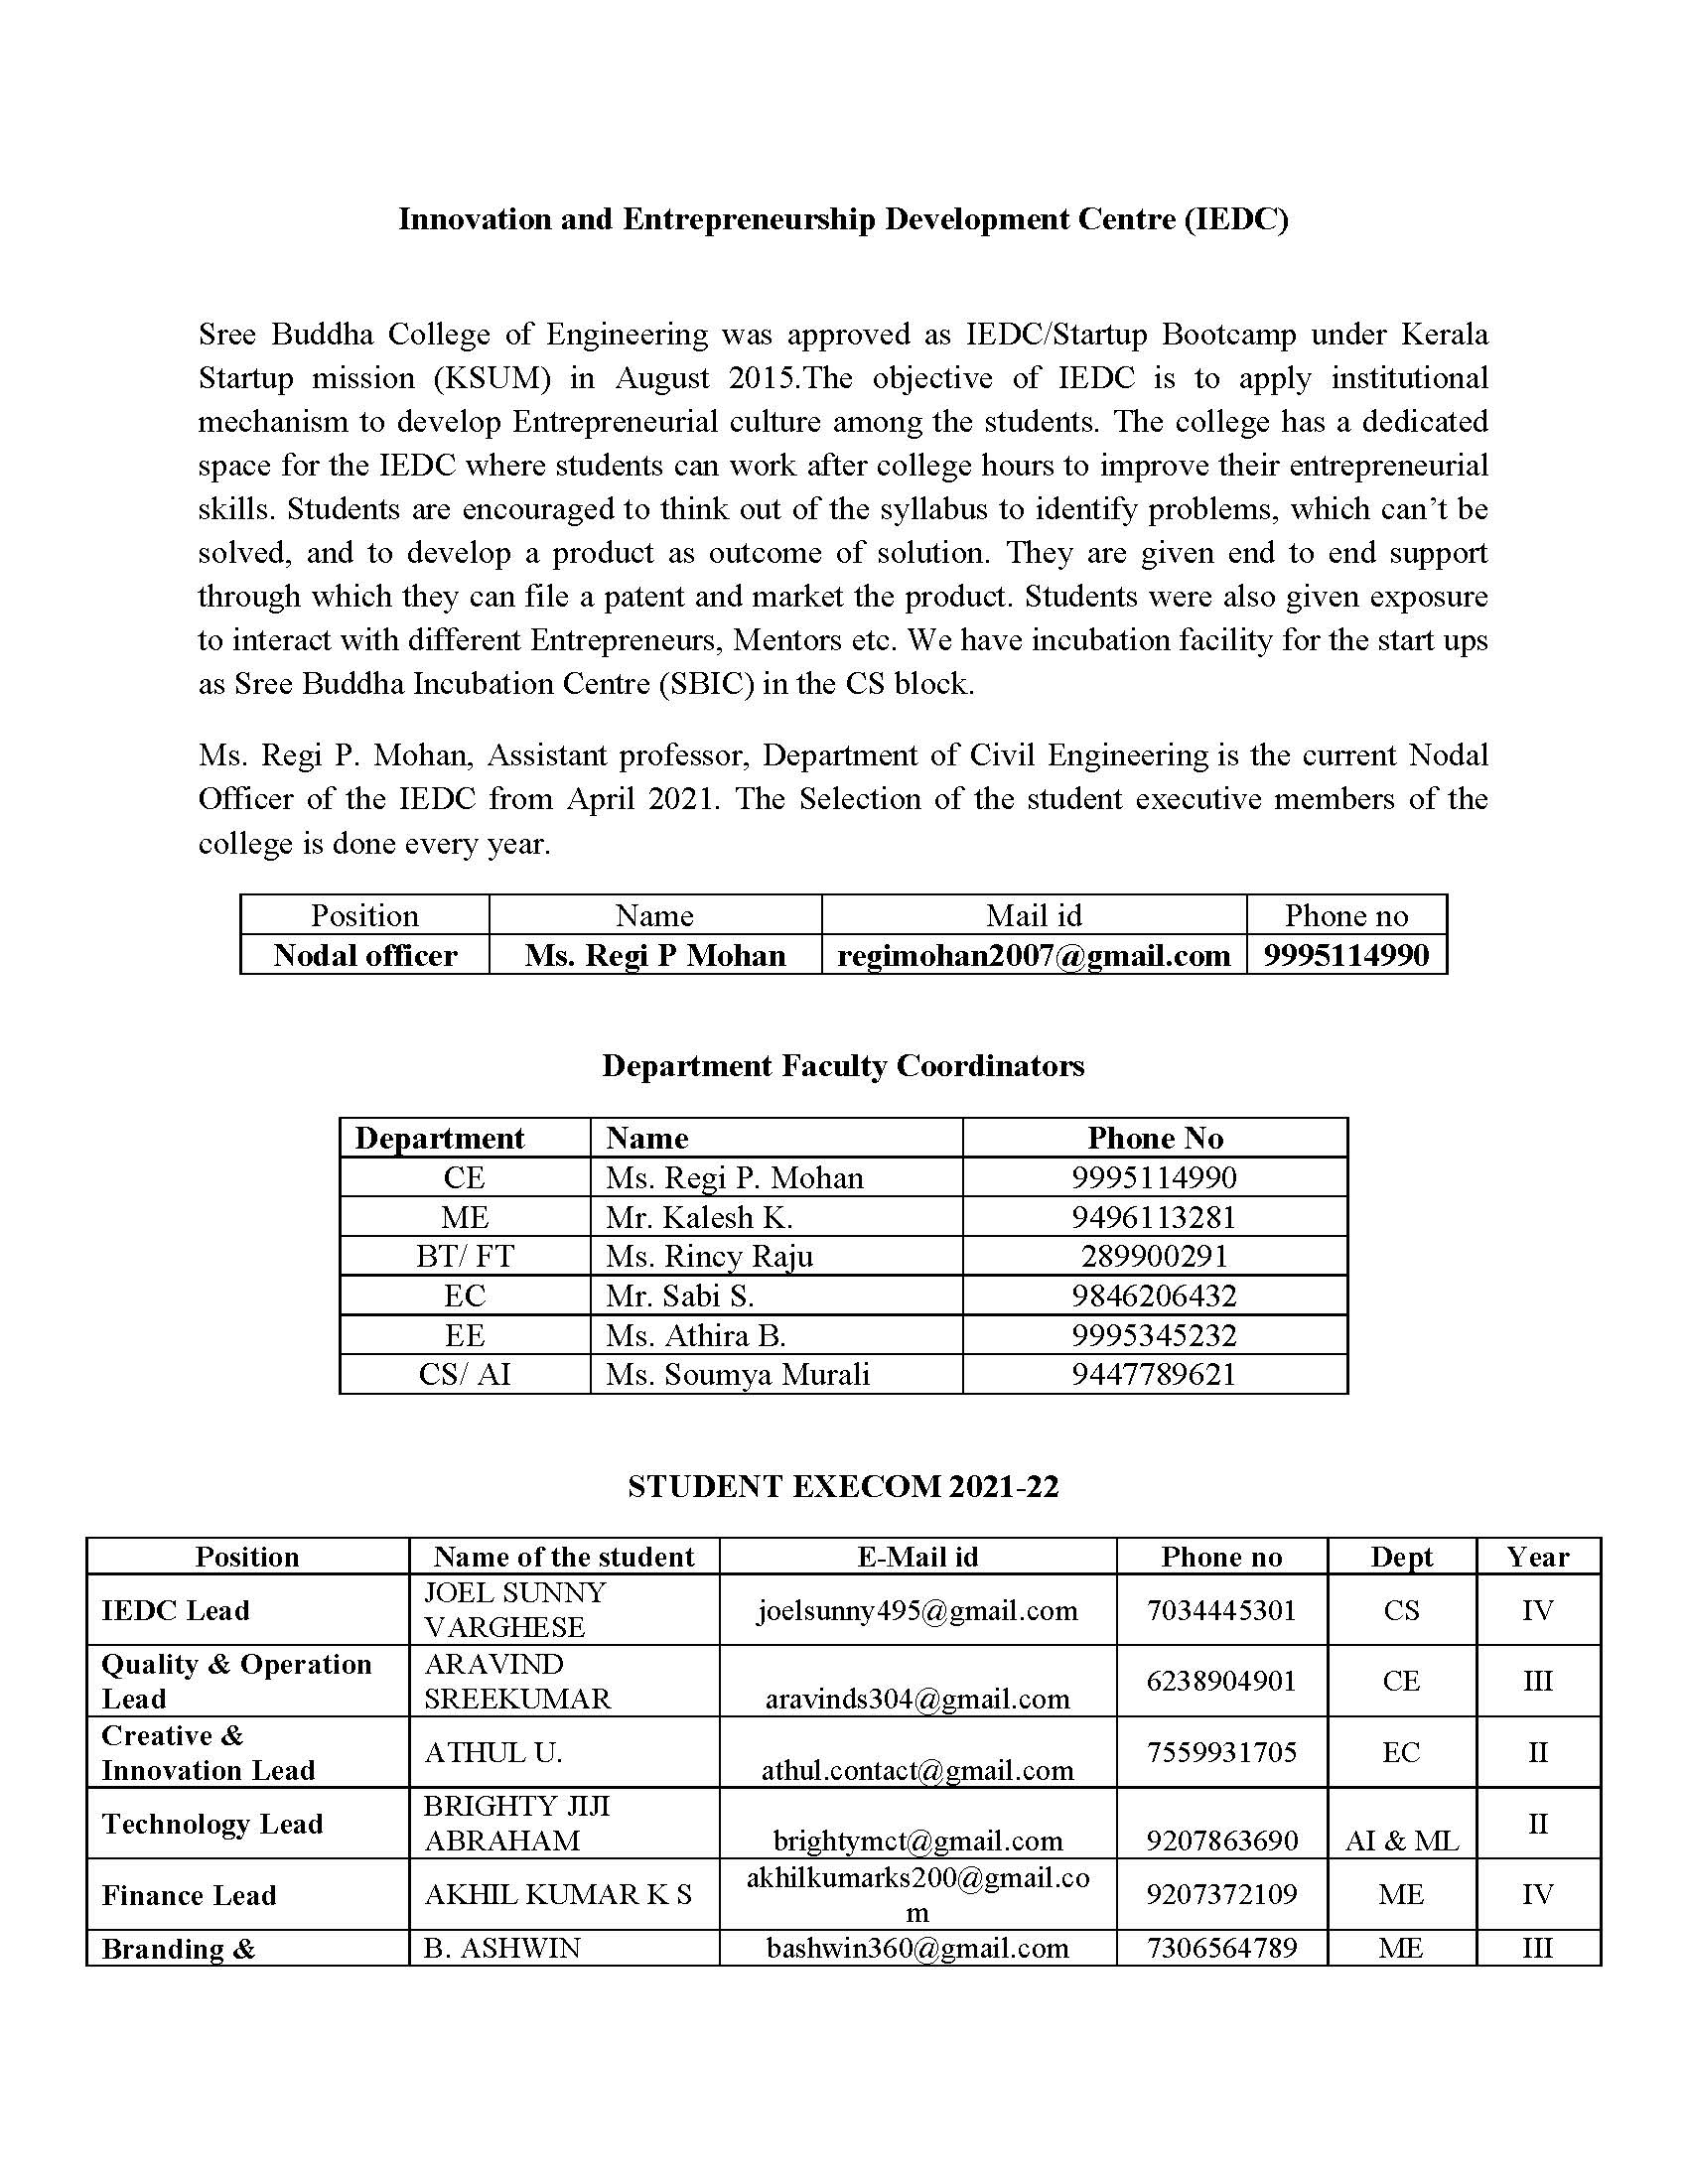 Innovation and Entrepreneurship Development Centre (IEDC)
Sree Buddha College of Engineering was approved as IEDC/Startup Bootcamp under Kerala
Startup mission (KSUM) in August 2015.The objective of IEDC is to apply institutional
mechanism to develop Entrepreneurial culture among the students. The college has a dedicated
space for the IEDC where students can work after college hours to improve their entrepreneurial
skills. Students are encouraged to think out of the syllabus to identify problems, which can’t be
solved, and to develop a product as outcome of solution. They are given end to end support
through which they can file a patent and market the product. Students were also given exposure
to interact with different Entrepreneurs, Mentors etc. We have incubation facility for the start ups
as Sree Buddha Incubation Centre (SBIC) in the CS block.
Ms. Regi P. Mohan, Assistant professor, Department of Civil Engineering is the current Nodal
Officer of the IEDC from April 2021. The Selection of the student executive members of the
college is done every year.
Position Name Mail id Phone no
Nodal officer Ms. Regi P Mohan regimohan2007@gmail.com 9995114990
Department Faculty Coordinators
Department Name Phone No
CE Ms. Regi P. Mohan 9995114990
ME Mr. Kalesh K. 9496113281
BT/ FT Ms. Rincy Raju 289900291
EC Mr. Sabi S. 9846206432
EE Ms. Athira B. 9995345232
CS/ AI Ms. Soumya Murali 9447789621
STUDENT EXECOM 2021-22
Position Name of the student E-Mail id Phone no Dept Year
IEDC Lead JOEL SUNNY
VARGHESE joelsunny495@gmail.com 7034445301 CS IV
Quality & Operation
Lead ARAVIND
SREEKUMAR aravinds304@gmail.com 6238904901 CE III
Creative &
Innovation Lead ATHUL U. athul.contact@gmail.com 7559931705 EC II
Technology Lead BRIGHTY JIJI
ABRAHAM brightymct@gmail.com 9207863690 AI & ML II
Finance Lead AKHIL KUMAR K S akhilkumarks200@gmail.co
m 9207372109 ME IV
Branding & B. ASHWIN bashwin360@gmail.com 7306564789 ME III